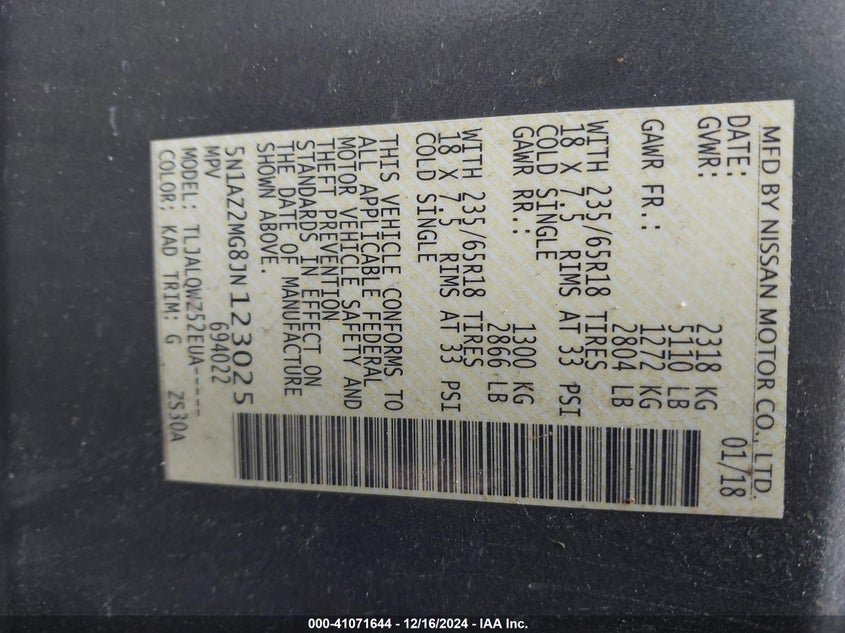 MFD BY NISSAN MOTOR CO., LTD.
DATE: 01/18
GVWR: 2318 KG
5110 LB
GAWR FR.: 1272 KG
2804 LB
WITH 235/65R18 TIRES
18 X 7.5 RIMS AT 33 PSI
COLD SINGLE
GAWR RR.: 1300 KG
2866 LB
WITH 235/65R18 TIRES
18 X 7.5 RIMS AT 33 PSI
COLD SINGLE
THIS VEHICLE CONFORMS TO
ALL APPLICABLE FEDERAL
MOTOR VEHICLE SAFETY AND
THEFT PREVENTION
STANDARDS IN EFFECT ON
THE DATE OF MANUFACTURE
SHOWN ABOVE.
5N1AZ2MG8JN123025
MPV 694022
MODEL: TLJALQWZ52EUA-----
COLOR: KAD TRIM: G ZS30A
000-41071644 - 12/16/2024 - IAA Inc.